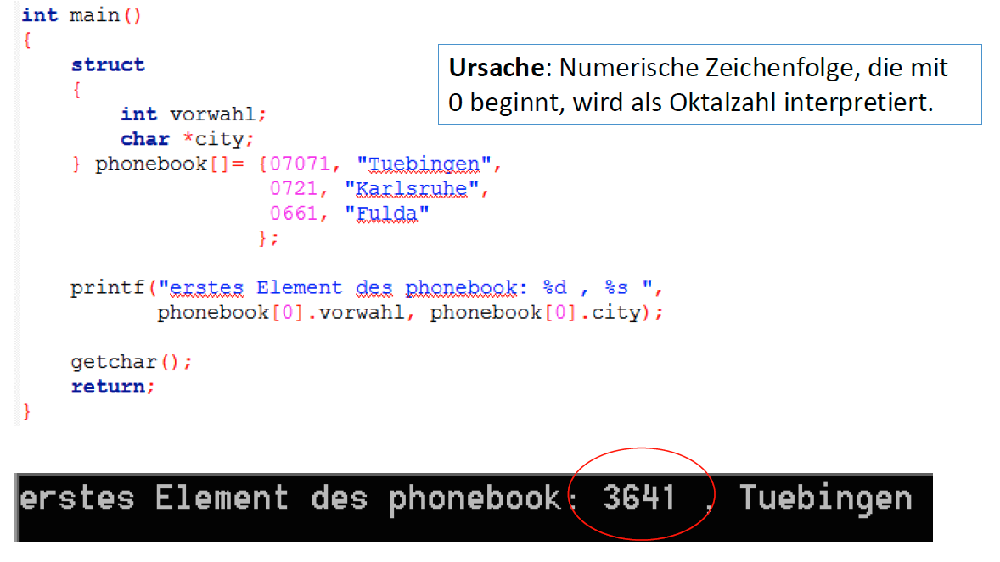 int main()
{
struct
{
int vorwahl;
char *city;
} phonebook[]= {07071, "Tuebingen",
0721, "Karlsruhe",
0661, "Fulda"
};
printf("erstes Element des phonebook: %d , %s ",
phonebook[0].vorwahl, phonebook[0].city);
getchar();
return;
}
Ursache: Numerische Zeichenfolge, die mit
0 beginnt, wird als Oktalzahl interpretiert.
erstes Element des phonebook: 3641 , Tuebingen